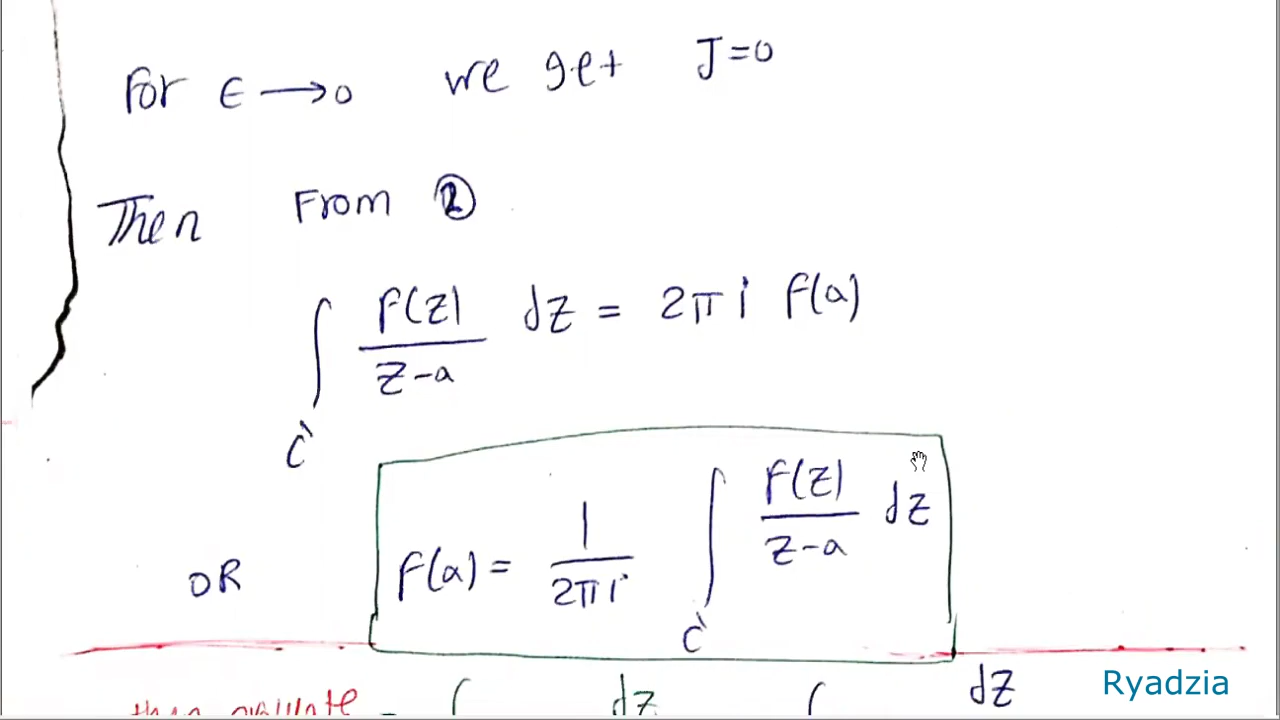 For ϵ → 0 we get J=0
Then From ②
∫_C' f(z)/(z-a) dz = 2πi f(a)
OR f(a) = 1/(2πi) ∫_C' f(z)/(z-a) dz
then = ∫ dz ∫ dz
Ryadzia